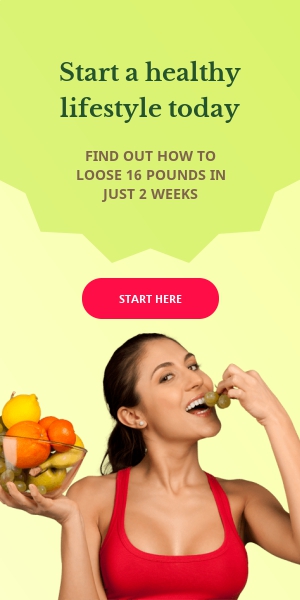 Start a healthy
lifestyle today
FIND OUT HOW TO
LOOSE 16 POUNDS IN
JUST 2 WEEKS
START HERE